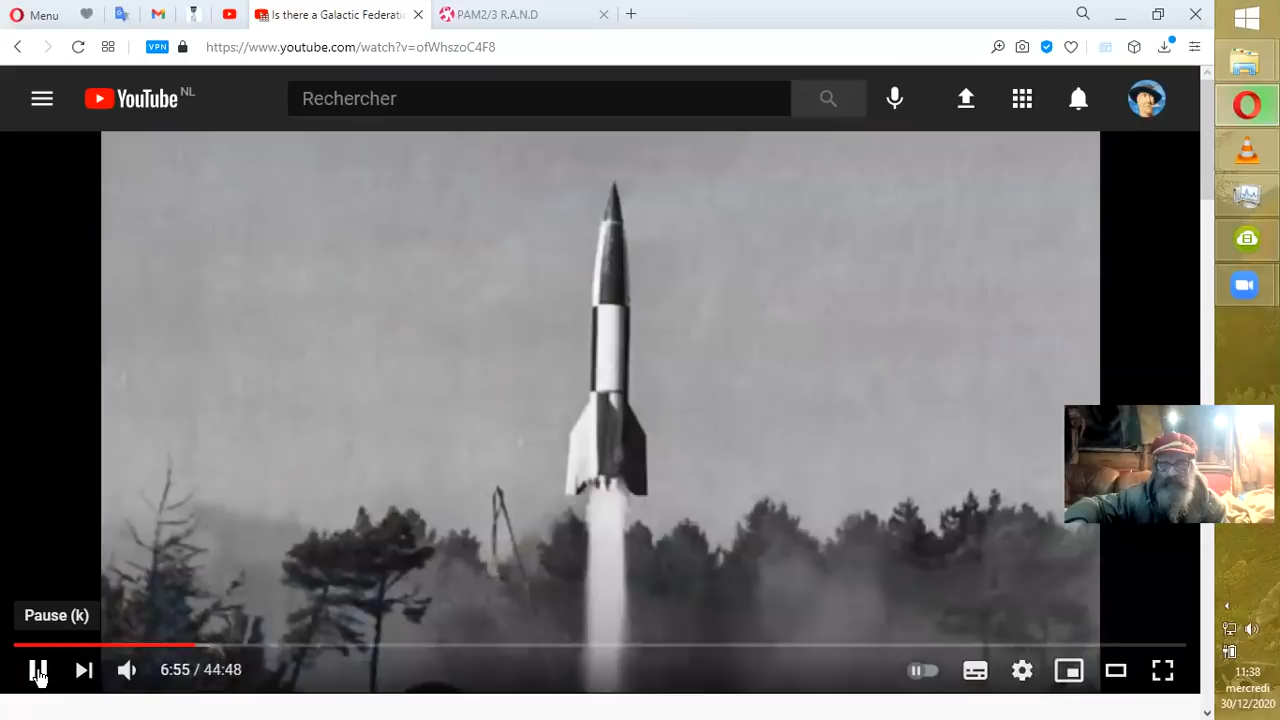 Menu
Is there a Galactic Federati
PAM2/3 R.A.N.D
VPN
https://www.youtube.com/watch?v=ofWhszoC4F8
YouTube NL
Rechercher
Pause (k)
6:55 / 44:48
11:38
mercredi
30/12/2020